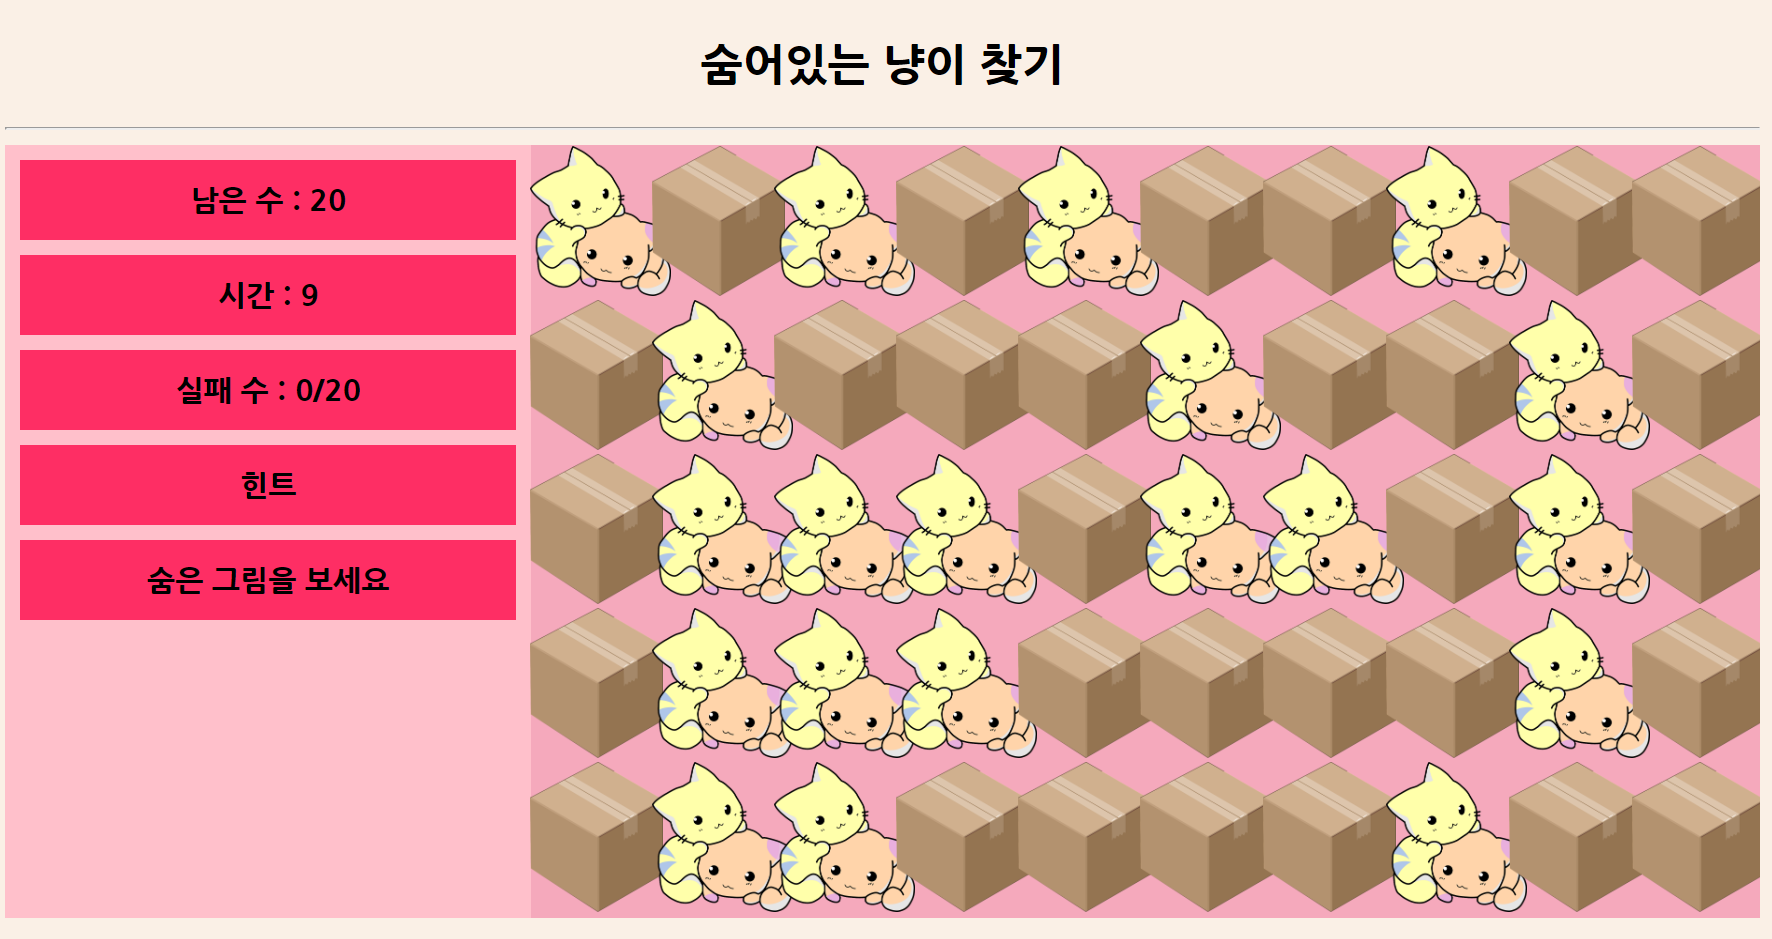 숨어있는 냥이 찾기
남은 수 : 20
시간 : 9
실패 수 : 0/20
힌트
숨은 그림을 보세요